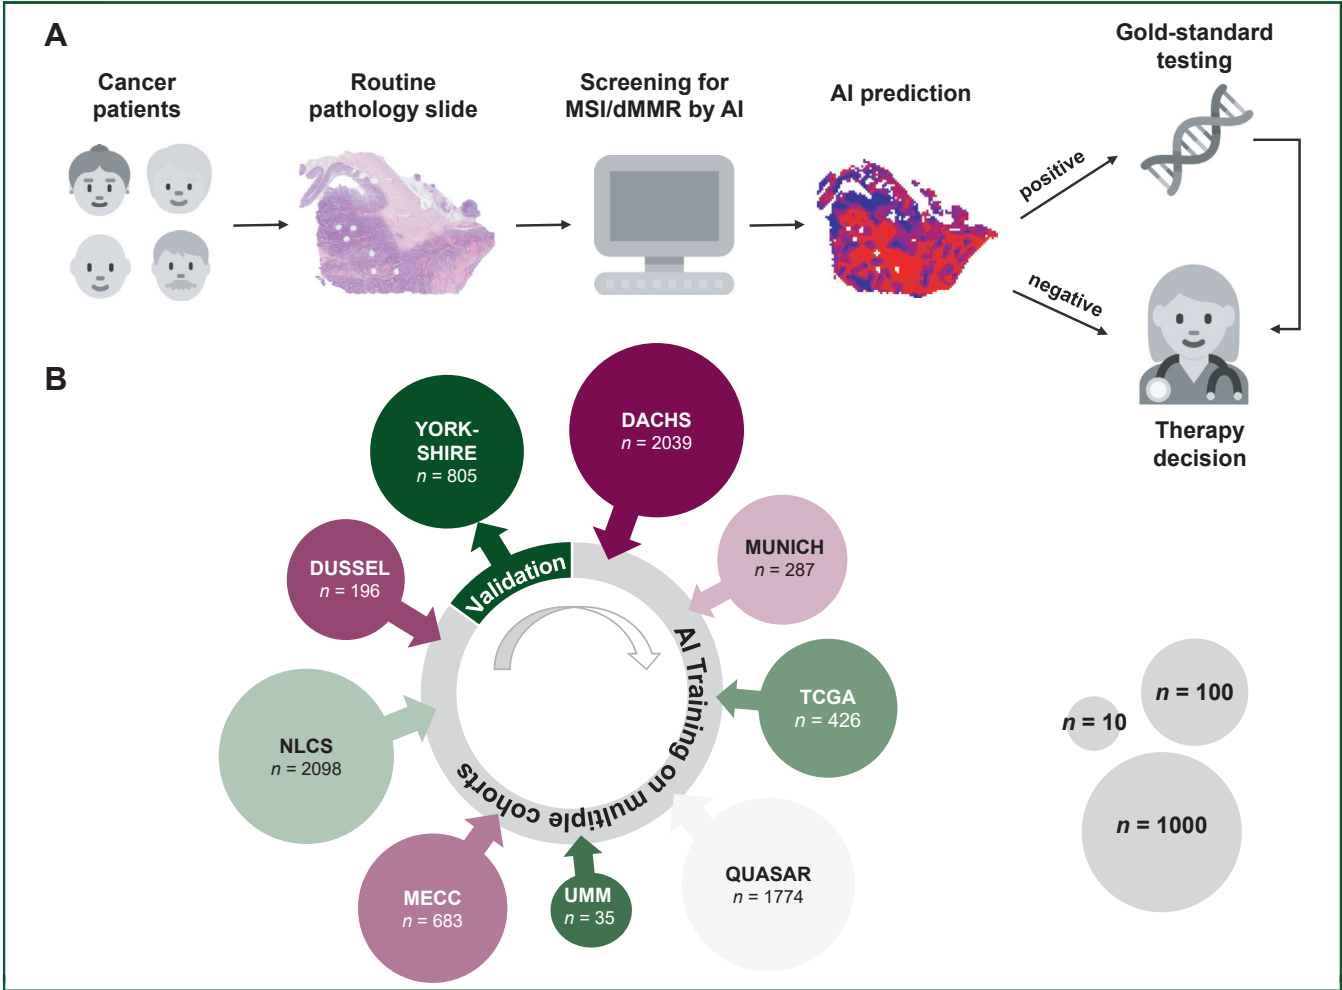 A
Cancer
patients
Routine
pathology slide
Screening for
MSI/dMMR by AI
AI prediction
positive
negative
Gold-standard
testing
Therapy
decision
B
YORK-
SHIRE
n = 805
DACHS
n = 2039
MUNICH
n = 287
TCGA
n = 426
QUASAR
n = 1774
UMM
n = 35
MECC
n = 683
NLCS
n = 2098
DUSSEL
n = 196
Validation
AI Training on multiple cohorts
n = 10
n = 100
n = 1000